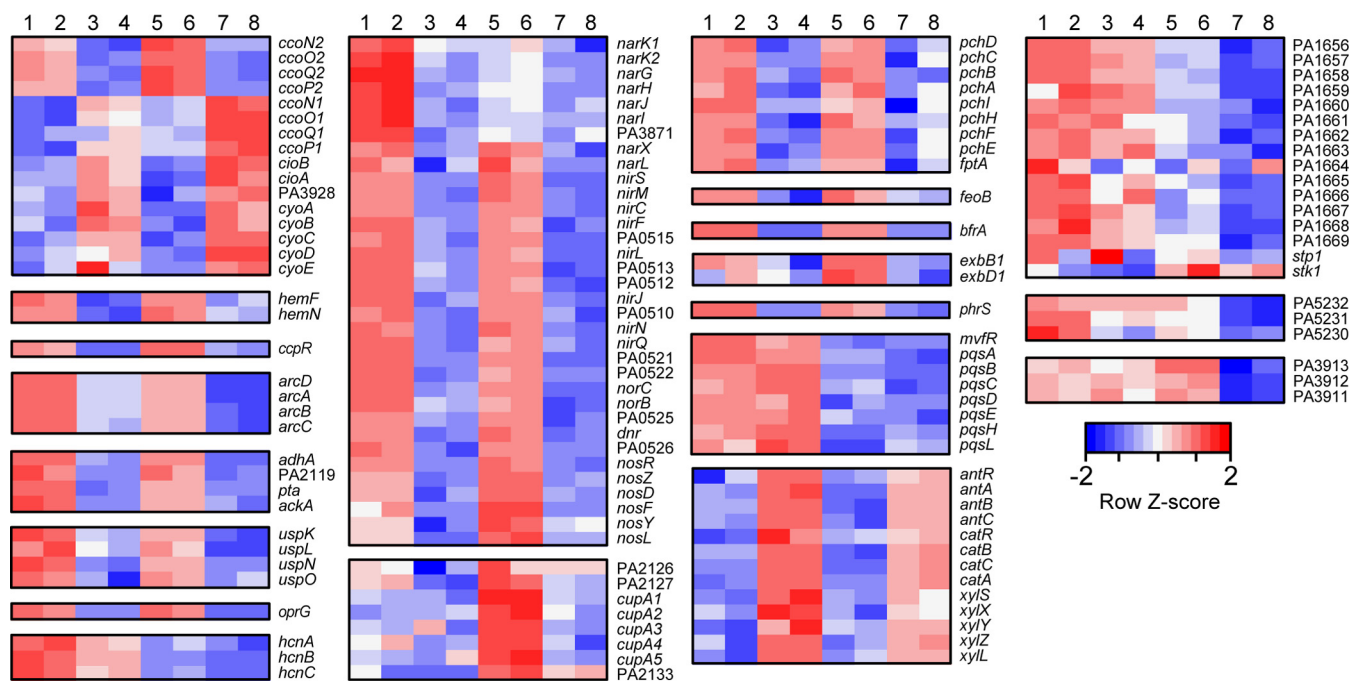 1 2 3 4 5 6 7 8
ccoN2
ccoO2
ccoQ2
ccoP2
ccoN1
ccoO1
ccoQ1
ccoP1
cioB
cioA
PA3928
cyoA
cyoB
cyoC
cyoD
cyoE
hemF
hemN
ccpR
arcD
arcA
arcB
arcC
adhA
PA2119
pta
ackA
uspK
uspL
uspN
uspO
oprG
hcnA
hcnB
hcnC
1 2 3 4 5 6 7 8
narK1
narK2
narG
narH
narJ
narI
PA3871
narX
narL
nirS
nirM
nirC
nirF
PA0515
nirL
PA0513
PA0512
nirJ
PA0510
nirN
nirQ
PA0521
PA0522
norC
norB
PA0525
dnr
PA0526
nosR
nosZ
nosD
nosF
nosY
nosL
PA2126
PA2127
cupA1
cupA2
cupA3
cupA4
cupA5
PA2133
1 2 3 4 5 6 7 8
pchD
pchC
pchB
pchA
pchI
pchH
pchF
pchE
fptA
feoB
bfrA
exbB1
exbD1
phrS
mvfR
pqsA
pqsB
pqsC
pqsD
pqsE
pqsH
pqsL
antR
antA
antB
antC
catR
catB
catC
catA
xylS
xylX
xylY
xylZ
xylL
1 2 3 4 5 6 7 8
PA1656
PA1657
PA1658
PA1659
PA1660
PA1661
PA1662
PA1663
PA1664
PA1665
PA1666
PA1667
PA1668
PA1669
stp1
stk1
PA5232
PA5231
PA5230
PA3913
PA3912
PA3911
-2 2
Row Z-score